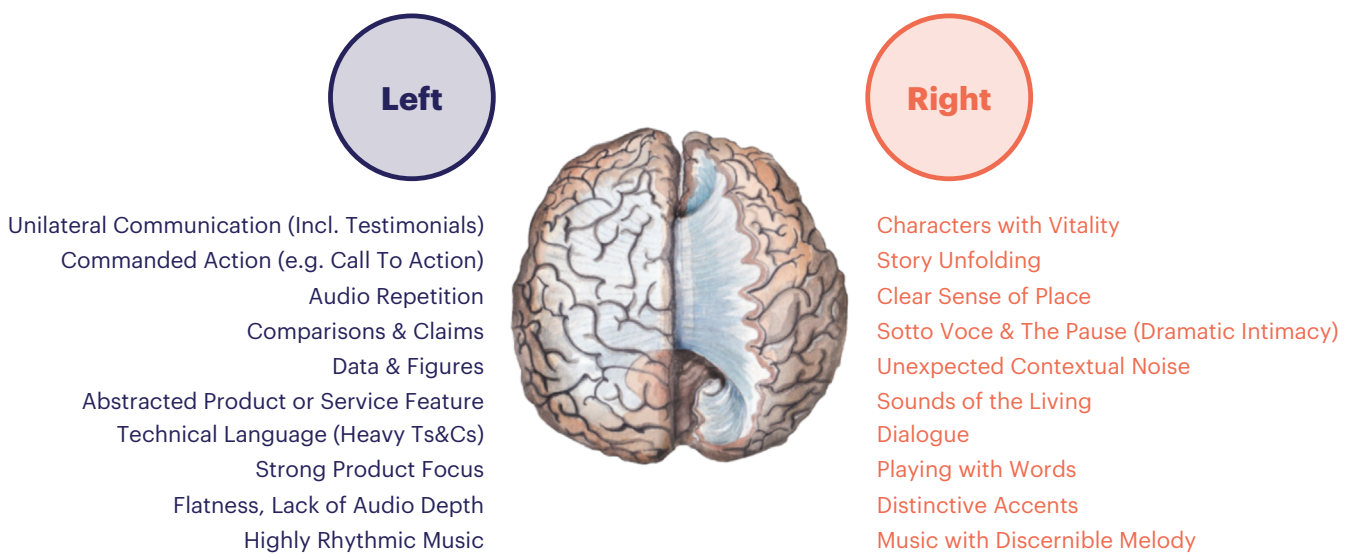 Left
Unilateral Communication (Incl. Testimonials)
Commanded Action (e.g. Call To Action)
Audio Repetition
Comparisons & Claims
Data & Figures
Abstracted Product or Service Feature
Technical Language (Heavy Ts&Cs)
Strong Product Focus
Flatness, Lack of Audio Depth
Highly Rhythmic Music
Right
Characters with Vitality
Story Unfolding
Clear Sense of Place
Sotto Voce & The Pause (Dramatic Intimacy)
Unexpected Contextual Noise
Sounds of the Living
Dialogue
Playing with Words
Distinctive Accents
Music with Discernible Melody